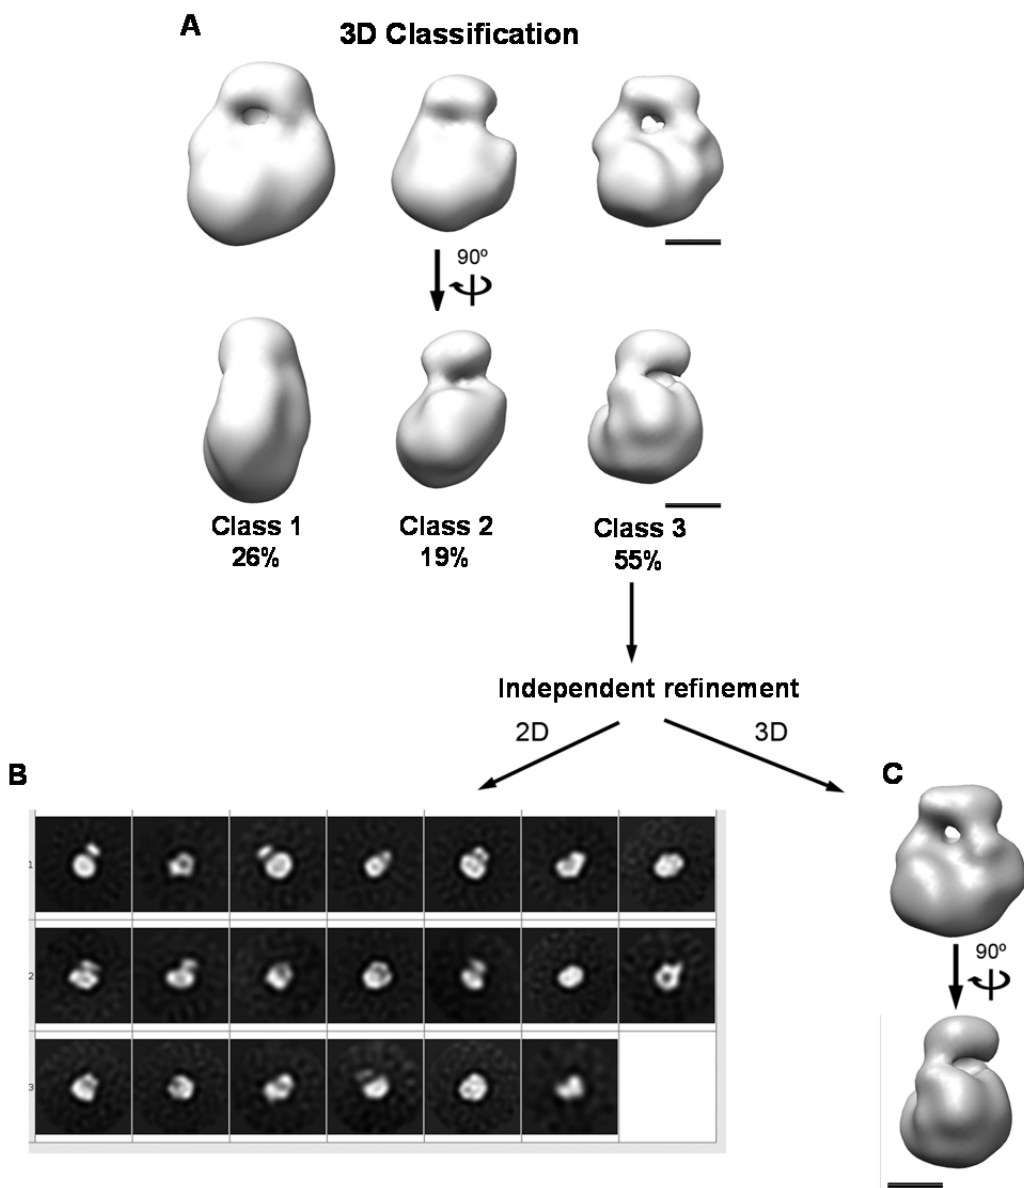 A
3D Classification
90º
Class 1
26%
Class 2
19%
Class 3
55%
Independent refinement
2D
3D
B
C
1
2
3
90º